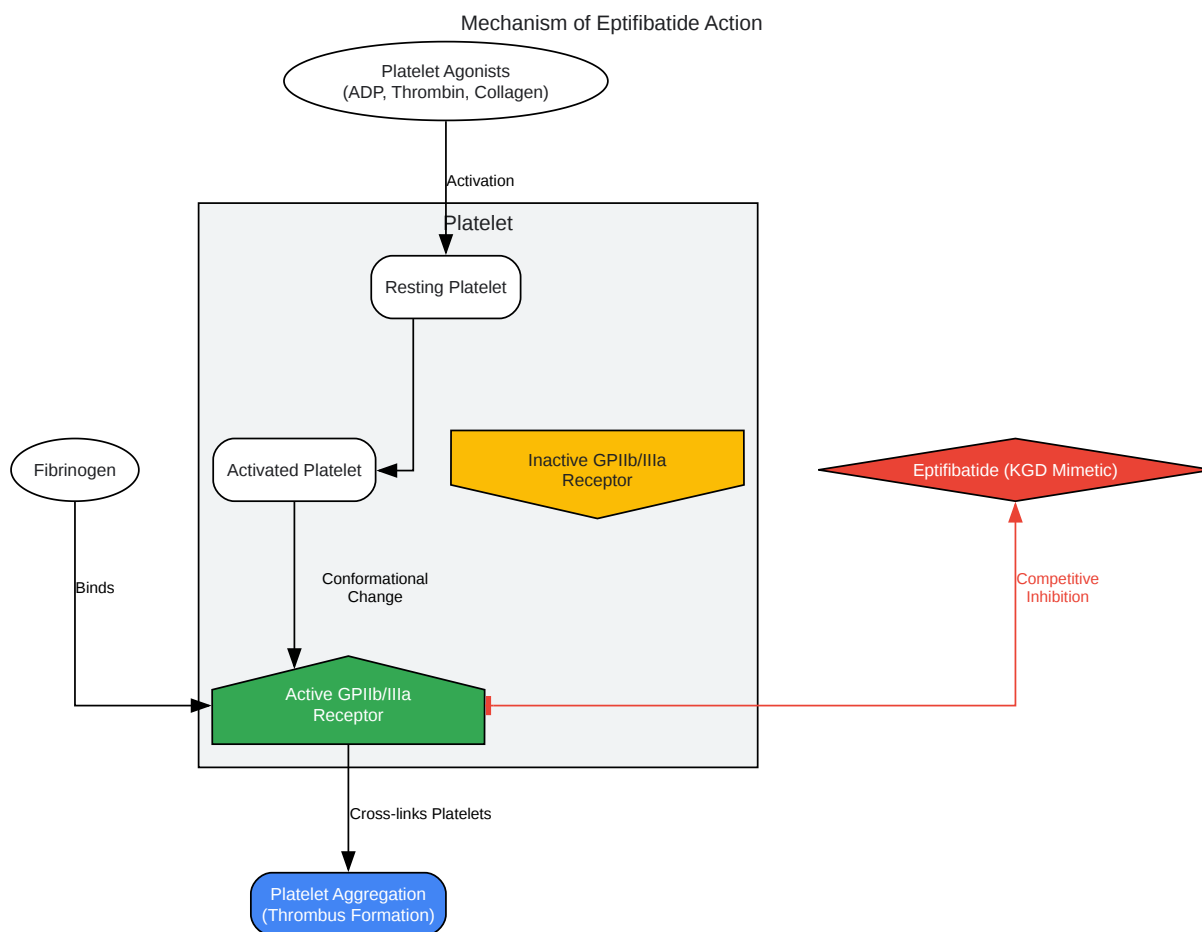 Mechanism of Eptifibatide Action
Platelet Agonists
(ADP, Thrombin, Collagen)
Activation
Platelet
Resting Platelet
Fibrinogen
Activated Platelet
Inactive GPIIb/IIIa
Receptor
Eptifibatide (KGD Mimetic)
Binds
Conformational
Change
Competitive
Inhibition
Active GPIIb/IIIa
Receptor
Cross-links Platelets
Platelet Aggregation
(Thrombus Formation)